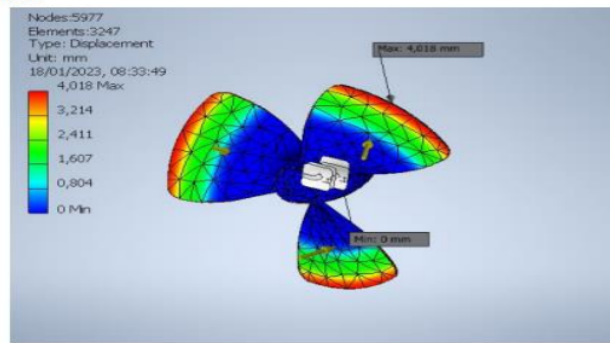 Nodes:5977
Elements:3247
Type: Displacement
Unit: mm
18/01/2023, 08:33:49
4,018 Max
3,214
2,411
1,607
0,804
0 Min
Max: 4,018 mm
Min: 0 mm